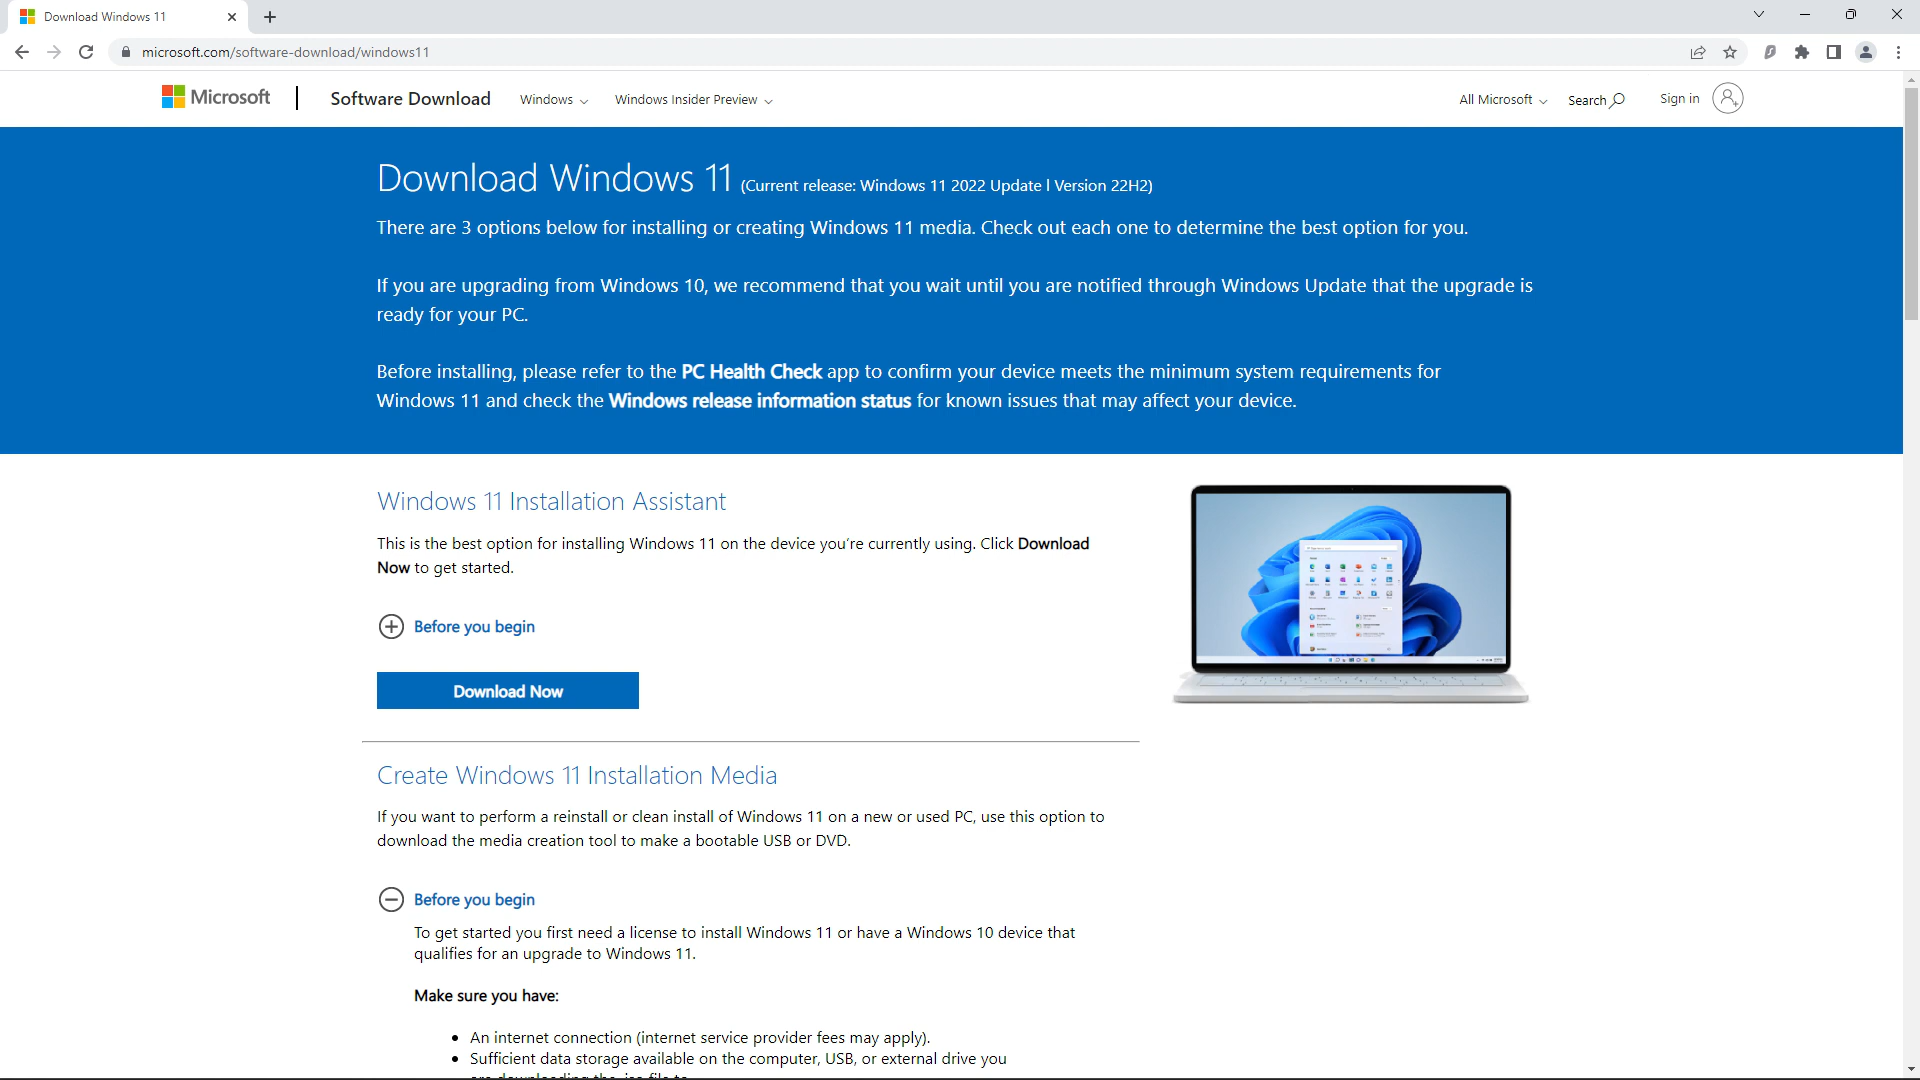 Download Windows 11
microsoft.com/software-download/windows11
Microsoft
Software Download
Windows
Windows Insider Preview
All Microsoft
Search
Sign in
Download Windows 11 (Current release: Windows 11 2022 Update l Version 22H2)
There are 3 options below for installing or creating Windows 11 media. Check out each one to determine the best option for you.
If you are upgrading from Windows 10, we recommend that you wait until you are notified through Windows Update that the upgrade is
ready for your PC.
Before installing, please refer to the PC Health Check app to confirm your device meets the minimum system requirements for
Windows 11 and check the Windows release information status for known issues that may affect your device.
Windows 11 Installation Assistant
This is the best option for installing Windows 11 on the device you're currently using. Click Download
Now to get started.
Before you begin
Download Now
Create Windows 11 Installation Media
If you want to perform a reinstall or clean install of Windows 11 on a new or used PC, use this option to
download the media creation tool to make a bootable USB or DVD.
Before you begin
To get started you first need a license to install Windows 11 or have a Windows 10 device that
qualifies for an upgrade to Windows 11.
Make sure you have:
• An internet connection (internet service provider fees may apply).
• Sufficient data storage available on the computer, USB, or external drive you